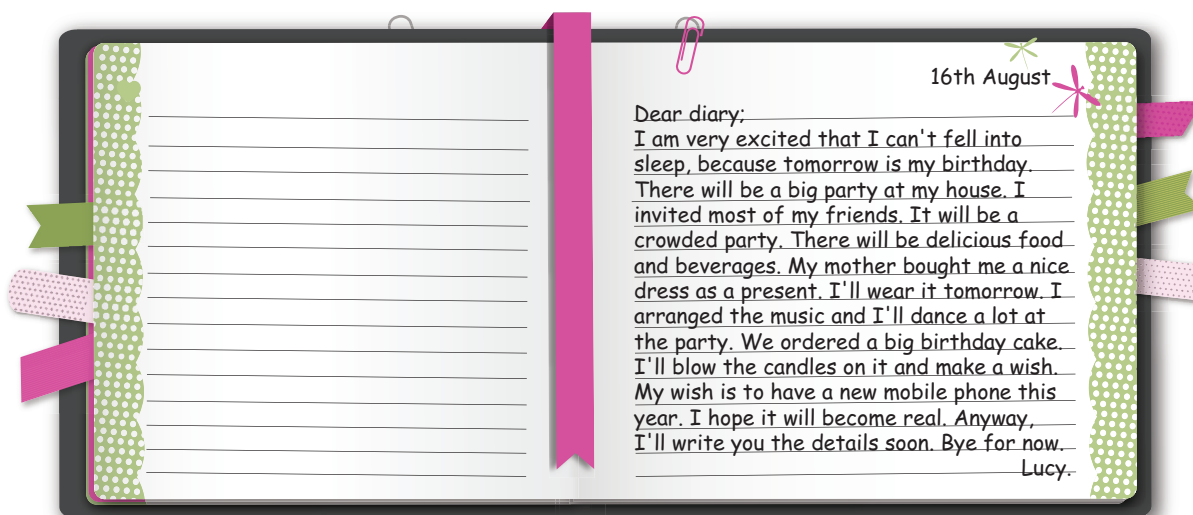 16th August
Dear diary;
I am very excited that I can't fell into
sleep, because tomorrow is my birthday.
There will be a big party at my house. I
invited most of my friends. It will be a
crowded party. There will be delicious food
and beverages. My mother bought me a nice
dress as a present. I'll wear it tomorrow. I
arranged the music and I'll dance a lot at
the party. We ordered a big birthday cake.
I'll blow the candles on it and make a wish.
My wish is to have a new mobile phone this
year. I hope it will become real. Anyway,
I'll write you the details soon. Bye for now.
Lucy.